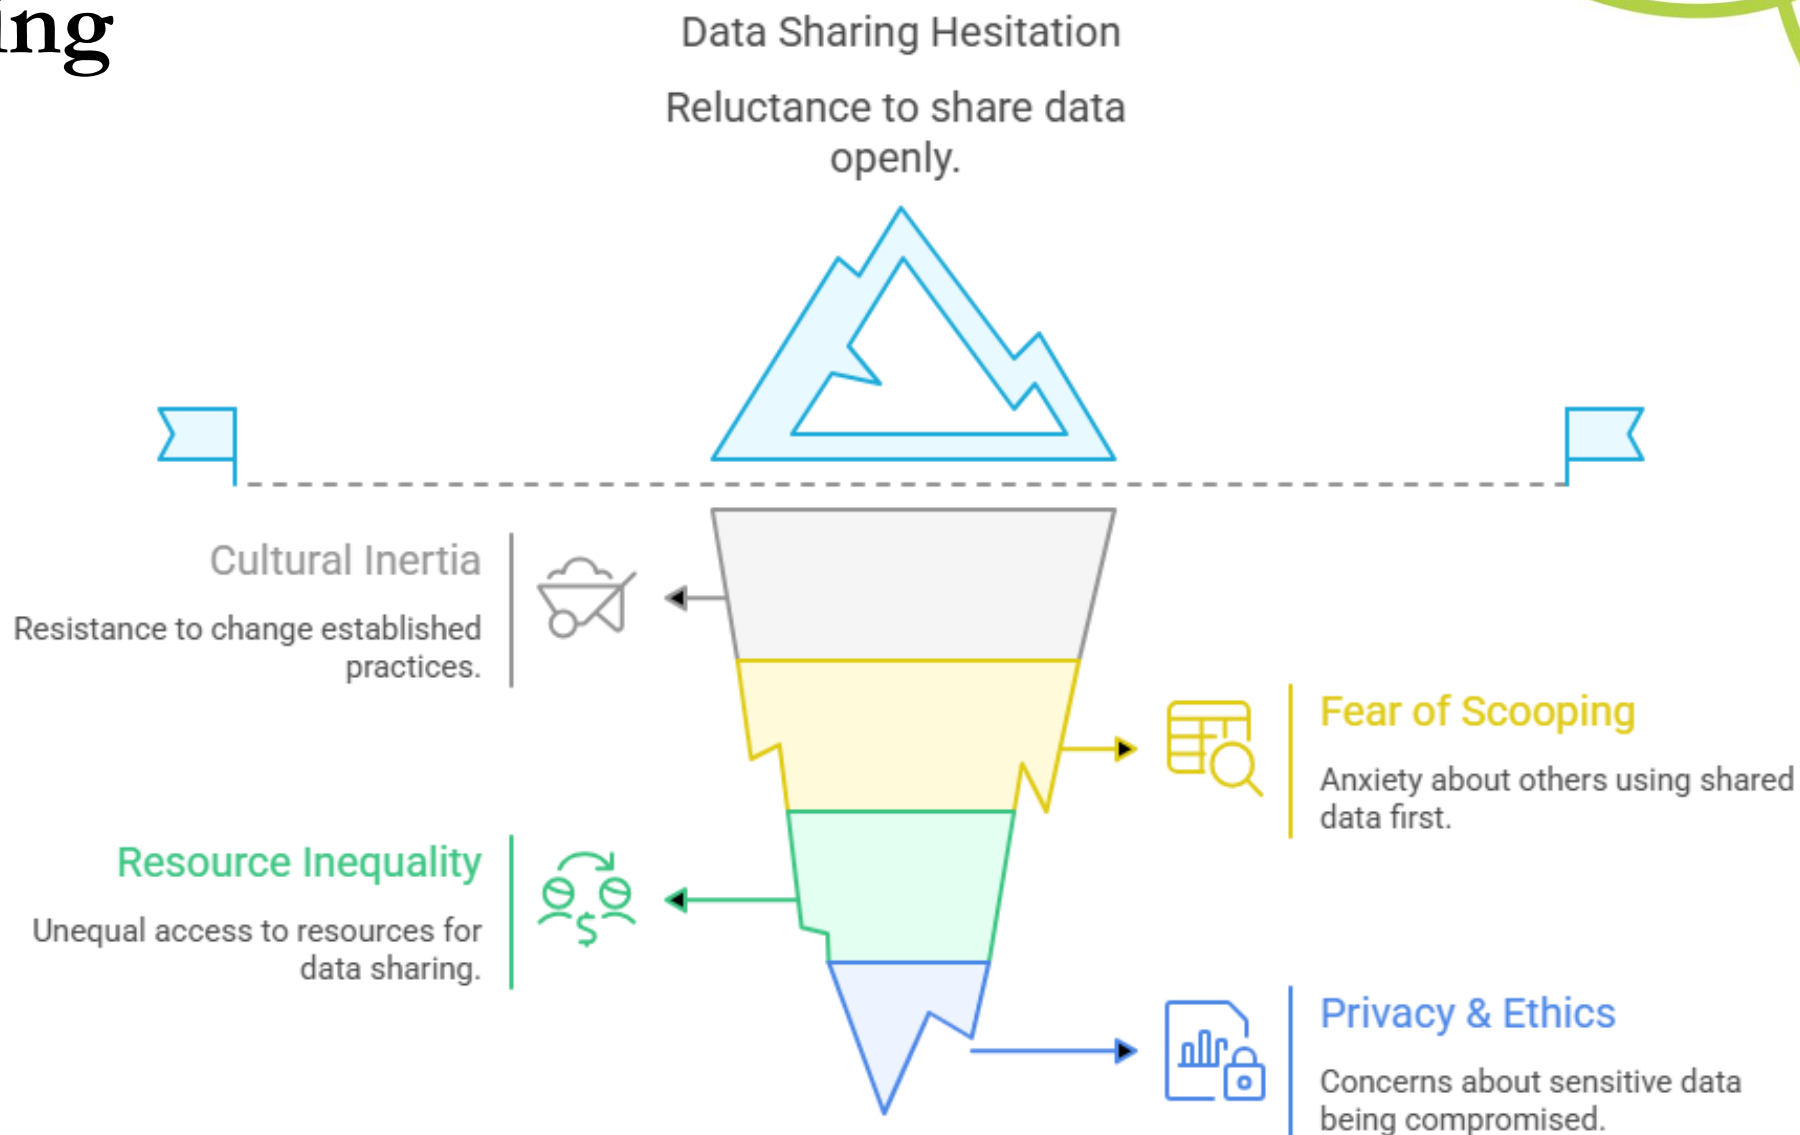 ing
Data Sharing Hesitation
Reluctance to share data
openly.
Cultural Inertia
Resistance to change established
practices.
Fear of Scooping
Anxiety about others using shared
data first.
Resource Inequality
Unequal access to resources for
data sharing.
$
Privacy & Ethics
Concerns about sensitive data
being compromised.